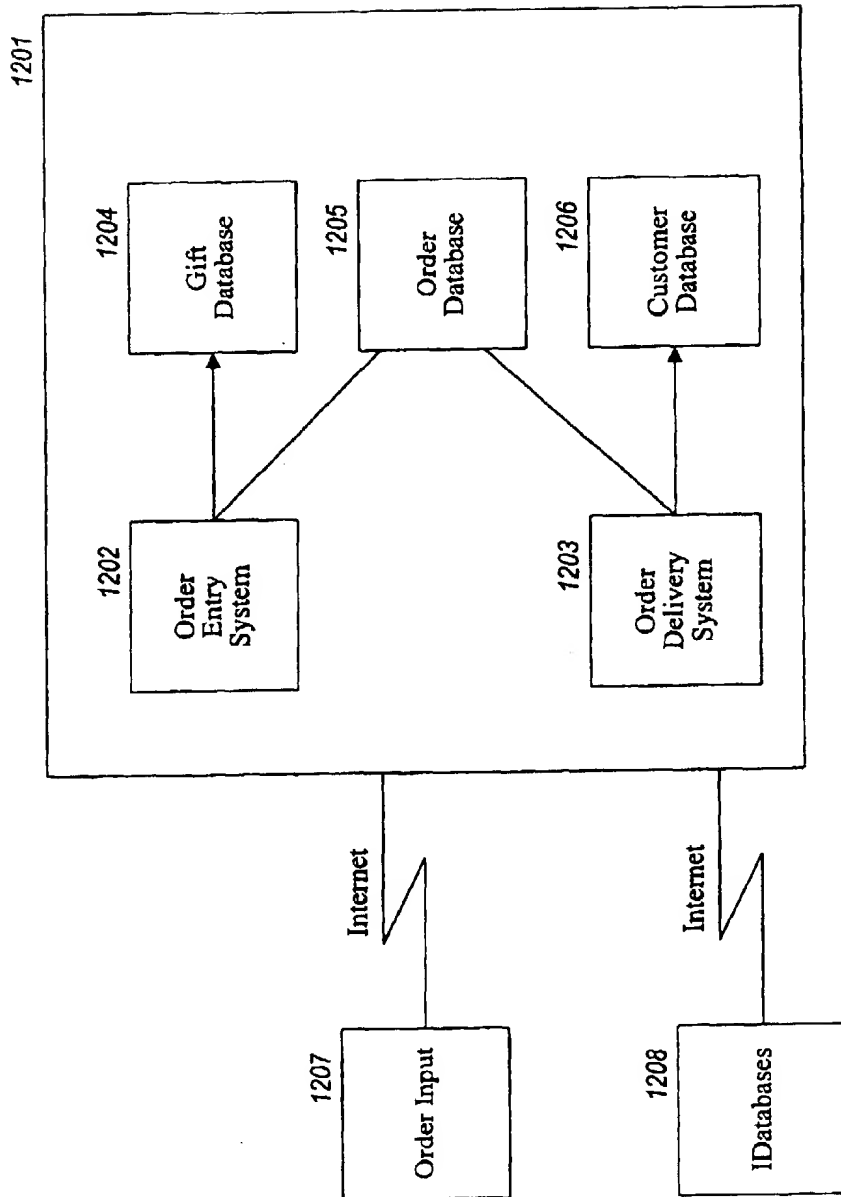 1201
1202
Order
Entry
System
1204
Gift
Database
1205
Order
Database
1203
Order
Delivery
System
1206
Customer
Database
1207
Order Input
Internet
1208
IDatabases
Internet